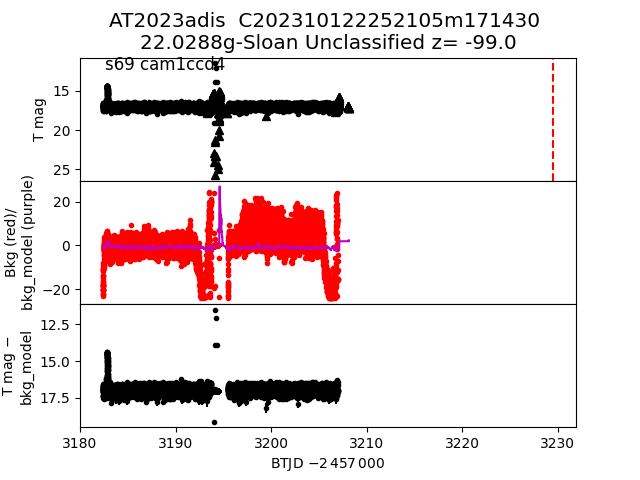 AT2023adis  C202310122252105m171430
22.0288g-Sloan Unclassified z= -99.0
s69 cam1ccd4
15
20
25
T mag
20
0
−20
Bkg (red)/
bkg_model (purple)
12.5
15.0
17.5
T mag −
bkg_model
3180 3190 3200 3210 3220 3230
BTJD −2 457 000